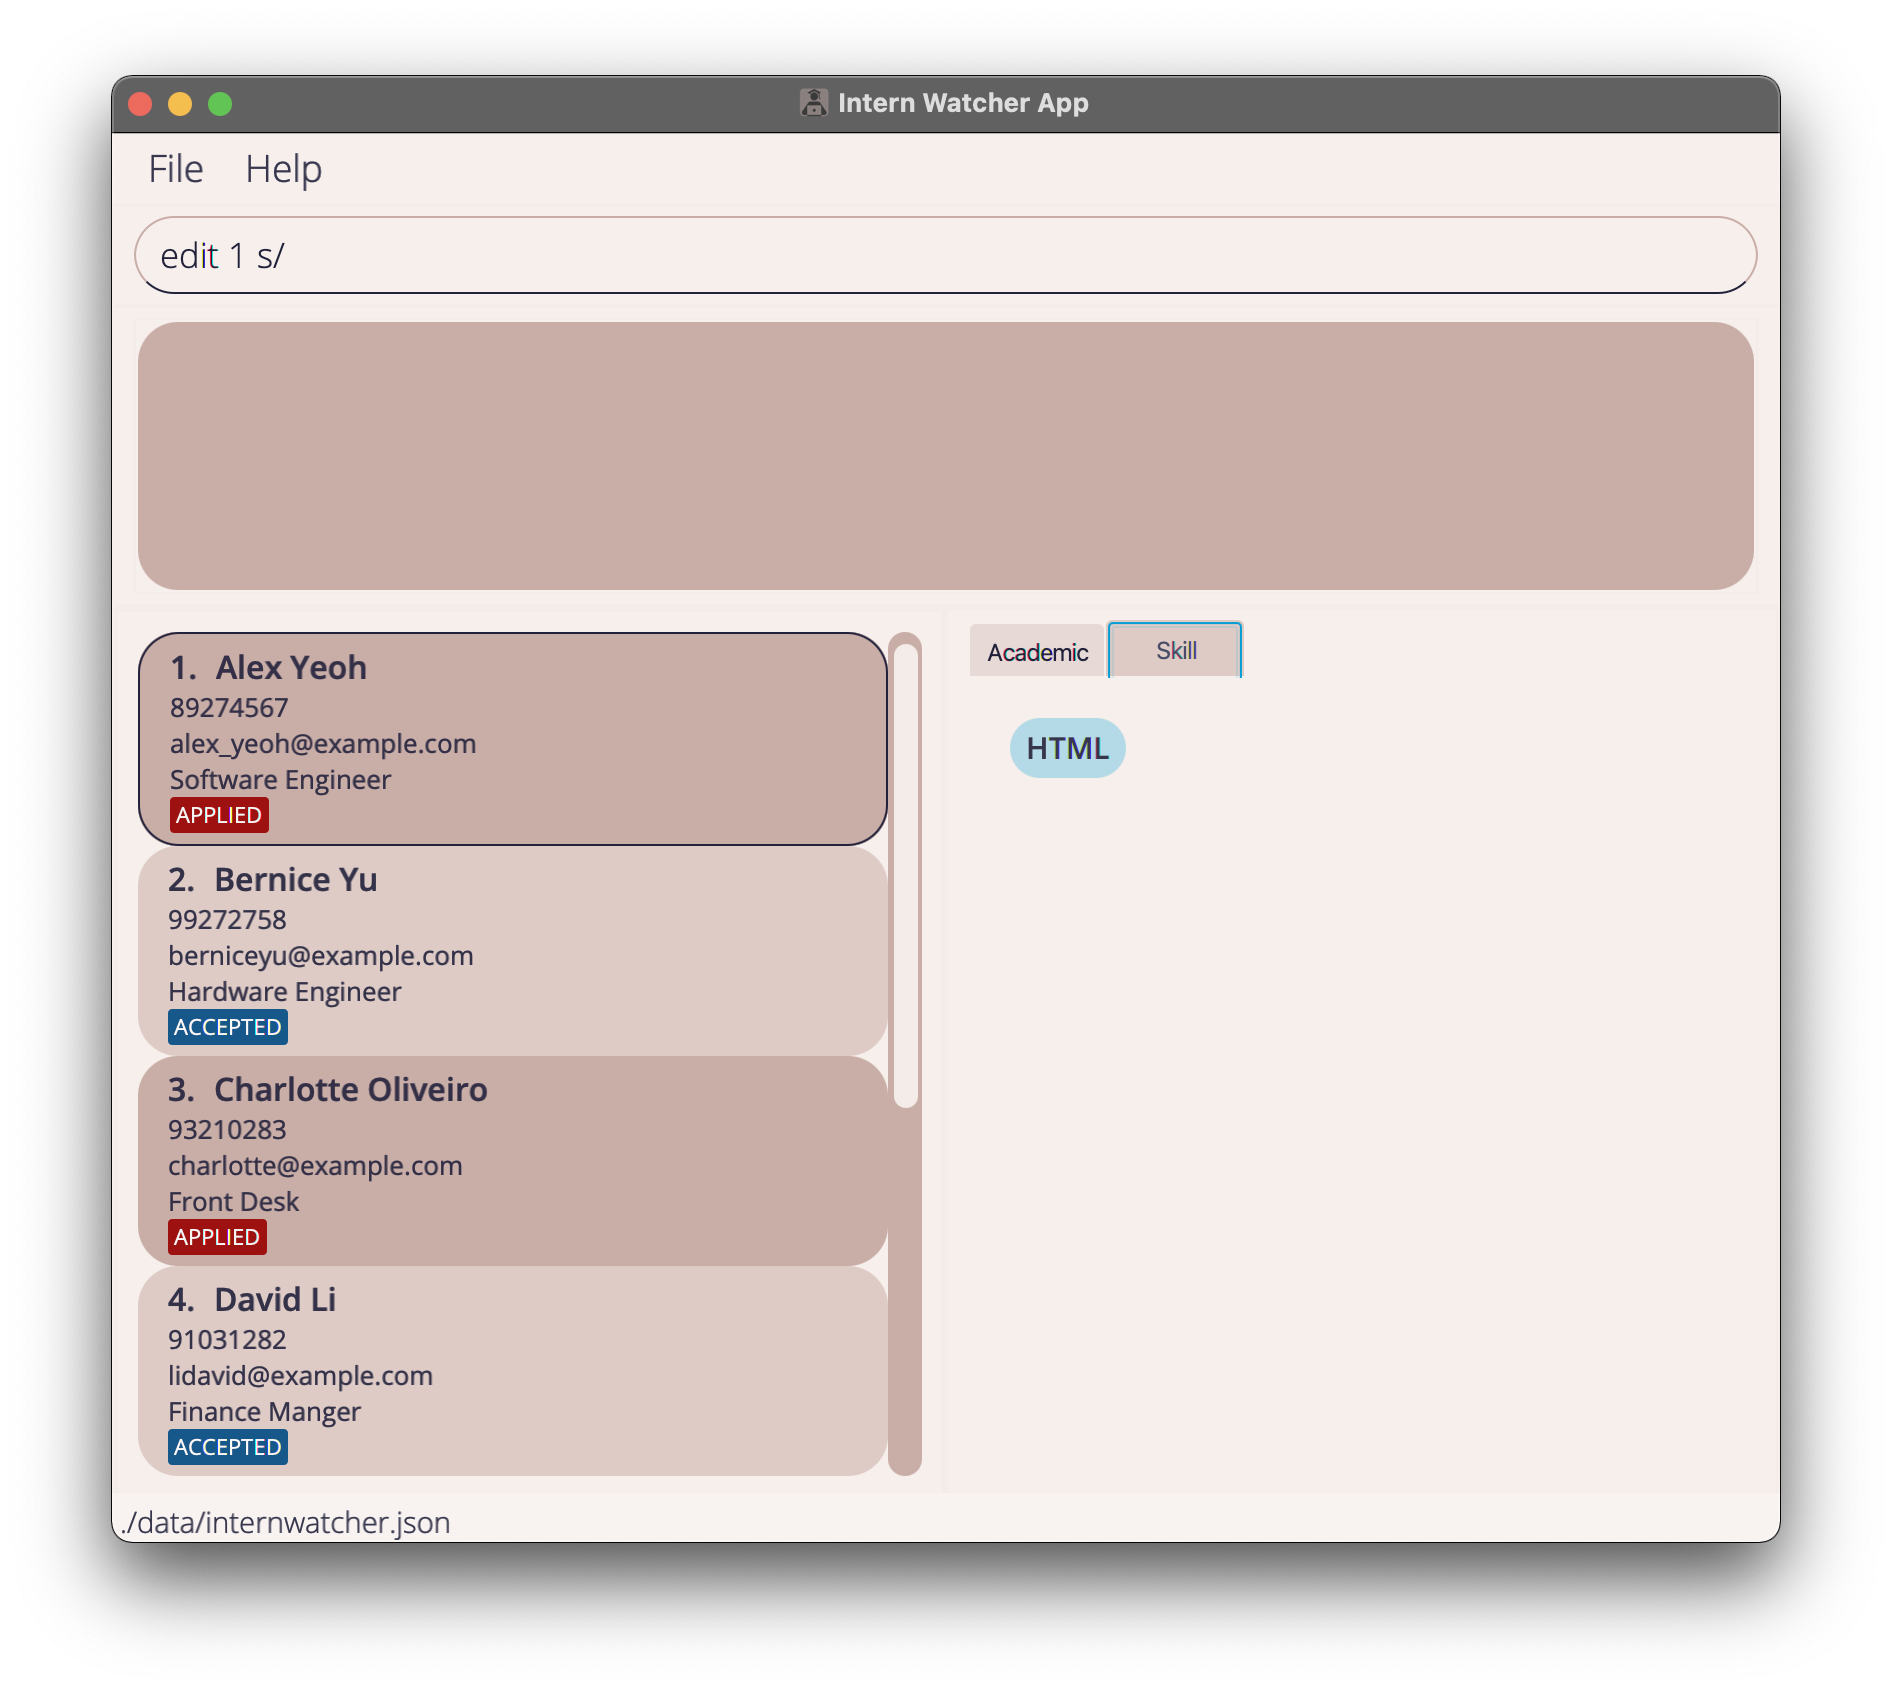 Intern Watcher App
File Help
edit 1 s/
1. Alex Yeoh
89274567
alex_yeoh@example.com
Software Engineer
APPLIED
2. Bernice Yu
99272758
berniceyu@example.com
Hardware Engineer
ACCEPTED
3. Charlotte Oliveiro
93210283
charlotte@example.com
Front Desk
APPLIED
4. David Li
91031282
lidavid@example.com
Finance Manger
ACCEPTED
Academic Skill
HTML
./data/internwatcher.json